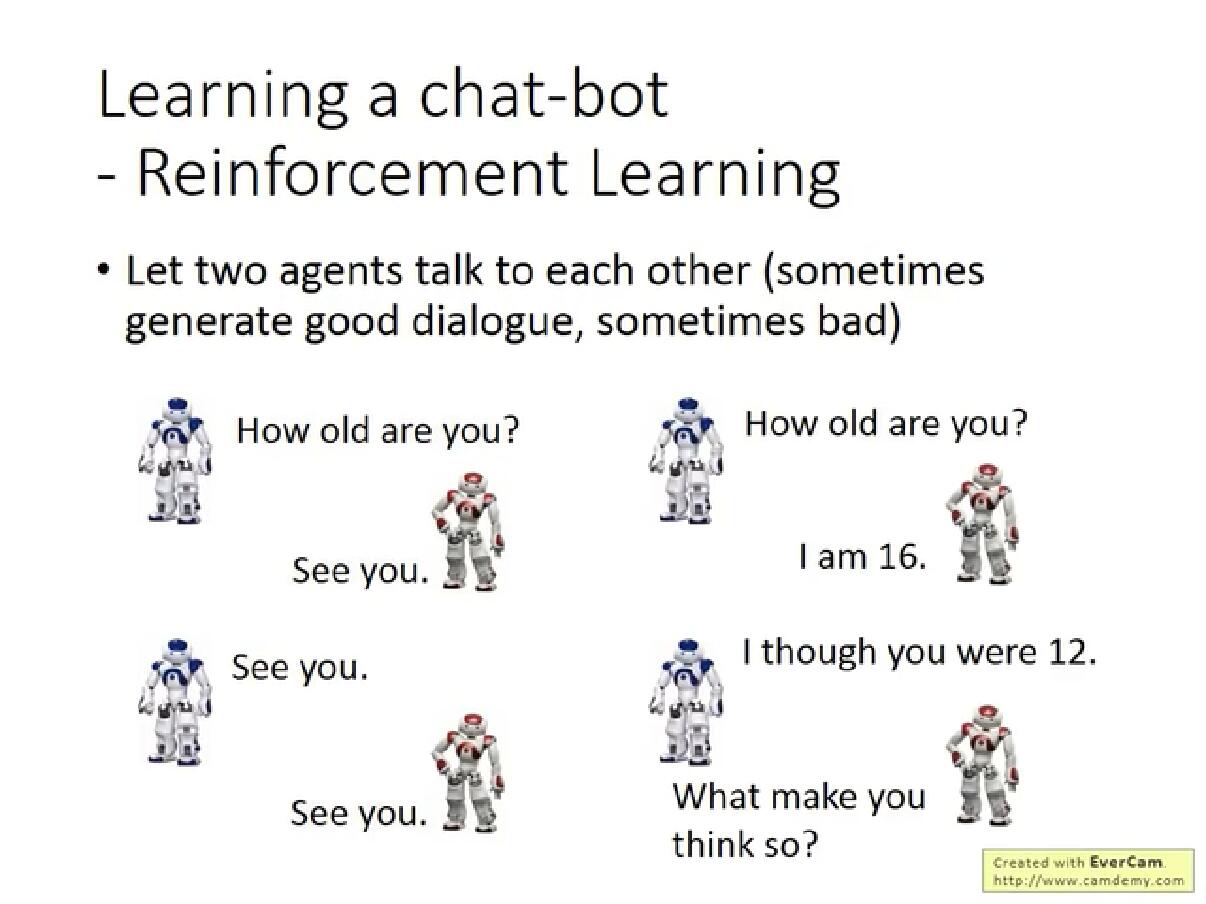 Learning a chat-bot
- Reinforcement Learning
• Let two agents talk to each other (sometimes
generate good dialogue, sometimes bad)
How old are you?
See you.
See you.
See you.
How old are you?
I am 16.
I though you were 12.
What make you
think so?
Created with EverCam.
http://www.camdemy.com